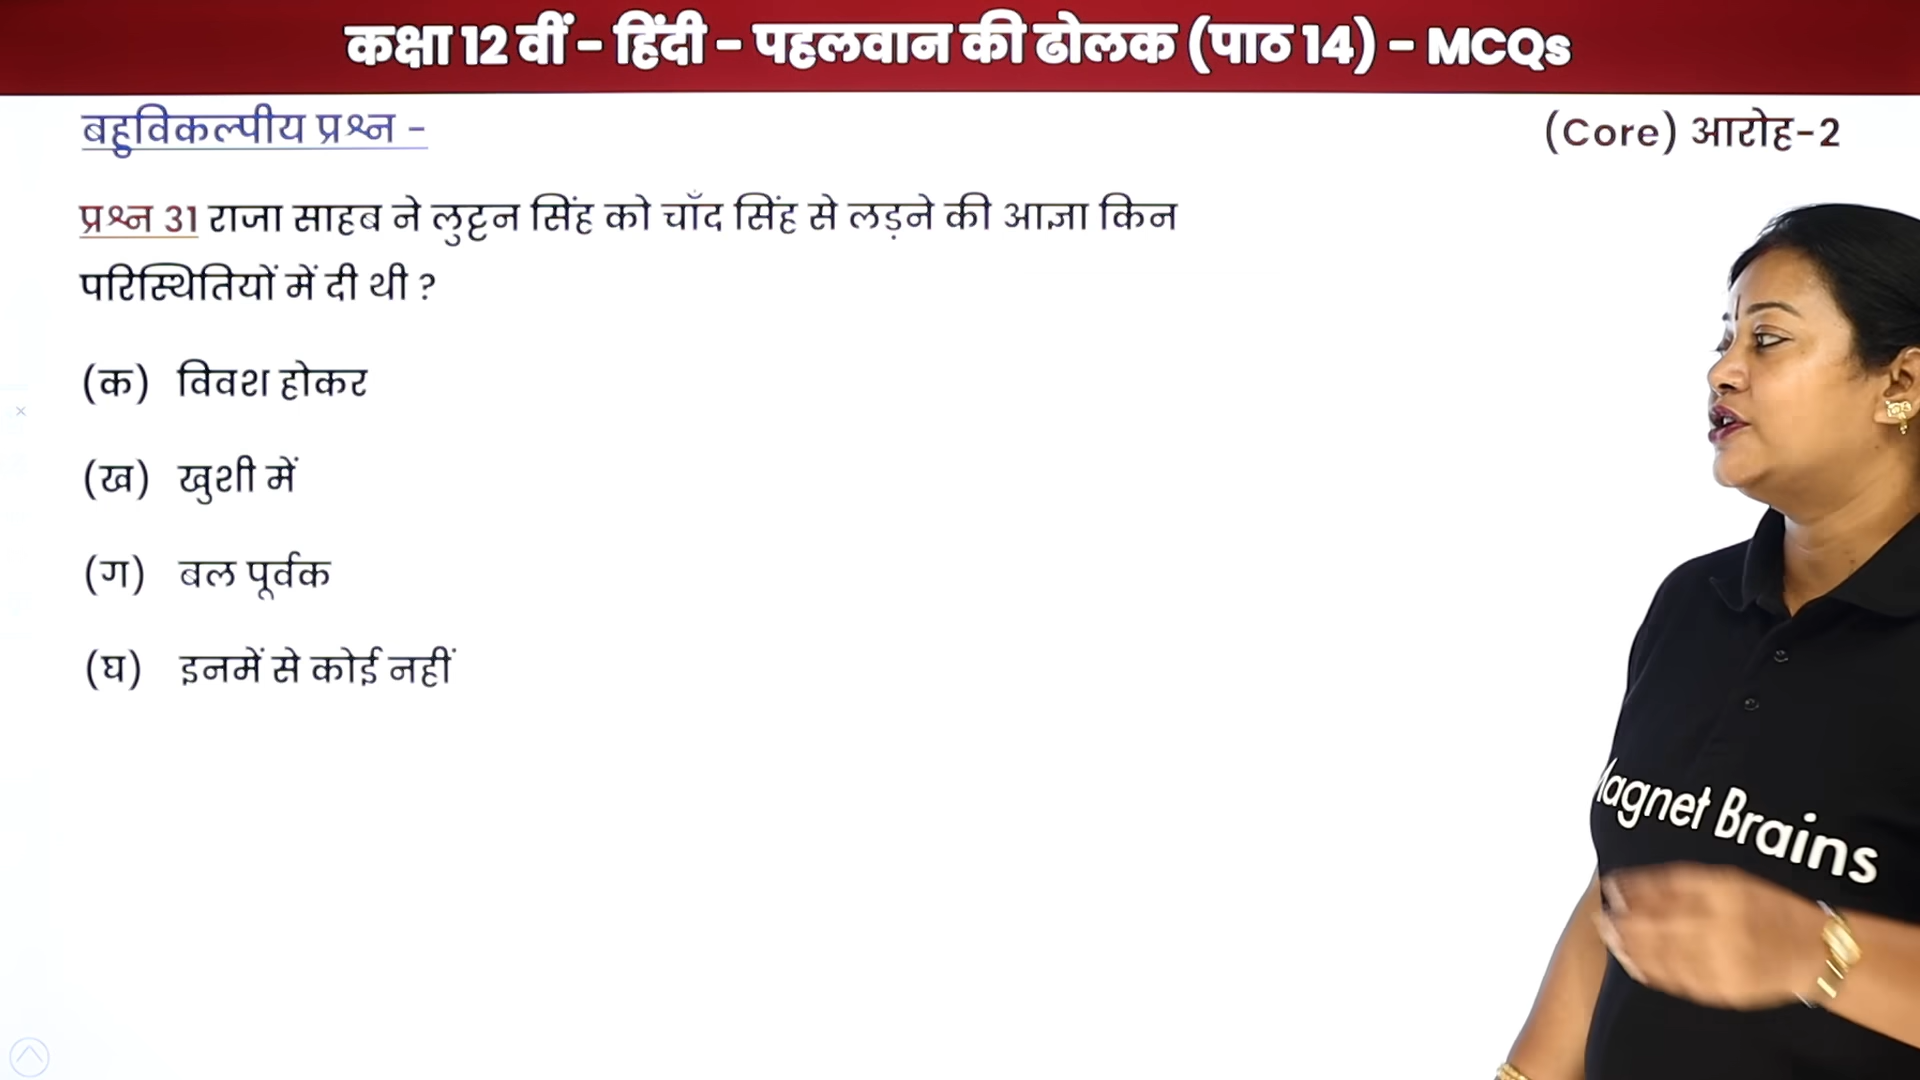 कक्षा 12 वीं – हिंदी – पहलवान की ढोलक (पाठ 14) – MCQs
बहुविकल्पीय प्रश्न –
(Core) आरोह-2
प्रश्न 31 राजा साहब ने लुट्टन सिंह को चाँद सिंह से लड़ने की आज्ञा किन
परिस्थितियों में दी थी ?
(क) विवश होकर
(ख) खुशी में
(ग) बल पूर्वक
(घ) इनमें से कोई नहीं
Magnet Brains